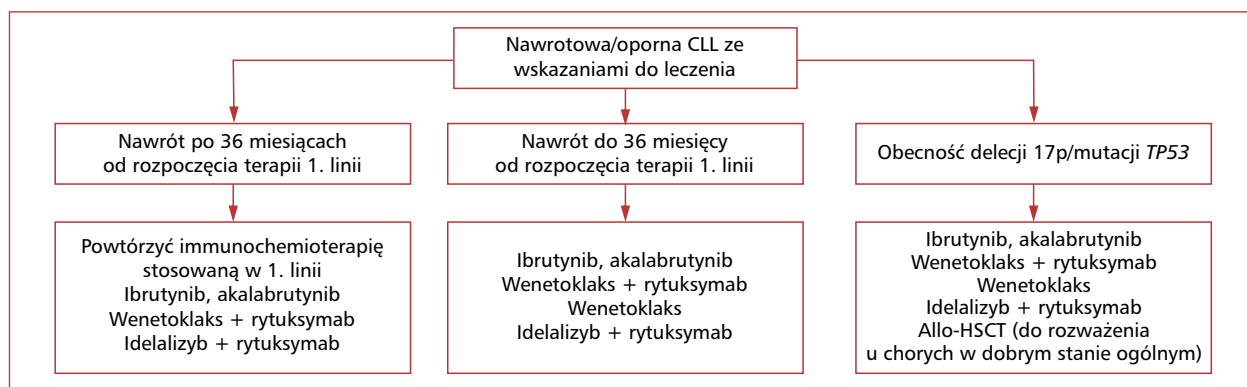 Nawrotowa/oporna CLL ze
wskazaniami do leczenia
Nawrót po 36 miesiącach
od rozpoczęcia terapii 1. linii
Nawrót do 36 miesięcy
od rozpoczęcia terapii 1. linii
Obecność delecji 17p/mutacji TP53
Powtórzyć immunochemioterapię
stosowaną w 1. linii
Ibrutynib, akalabrutynib
Wenetoklaks + rytuksymab
Idelalizyb + rytuksymab
Ibrutynib, akalabrutynib
Wenetoklaks + rytuksymab
Wenetoklaks
Idelalizyb + rytuksymab
Ibrutynib, akalabrutynib
Wenetoklaks + rytuksymab
Wenetoklaks
Idelalizyb + rytuksymab
Allo-HSCT (do rozważenia
u chorych w dobrym stanie ogólnym)